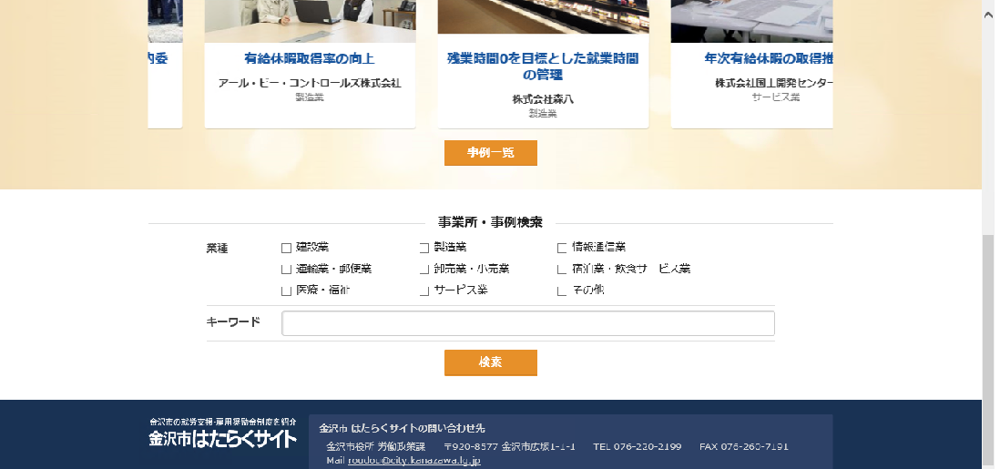 内委
有給休暇取得率の向上
アール・ビー・コントロールズ株式会社
製造業
残業時間0を目標とした就業時間
の管理
株式会社森八
製造業
年次有給休暇の取得推
株式会社国土開発センター
サービス業
事例一覧
事業所・事例検索
業種
建設業
製造業
情報通信業
運輸業・郵便業
卸売業・小売業
宿泊業・飲食サービス業
医療・福祉
サービス業
その他
キーワード
検索
金沢市の就労支援・雇用奨励金制度を紹介
金沢市はたらくサイト
金沢市 はたらくサイトの問い合わせ先
金沢市役所 労働政策課 〒920-8577 金沢市広坂1-1-1 TEL 076-220-2199 FAX 076-260-7191
Mail roudou@city.kanazawa.lg.jp